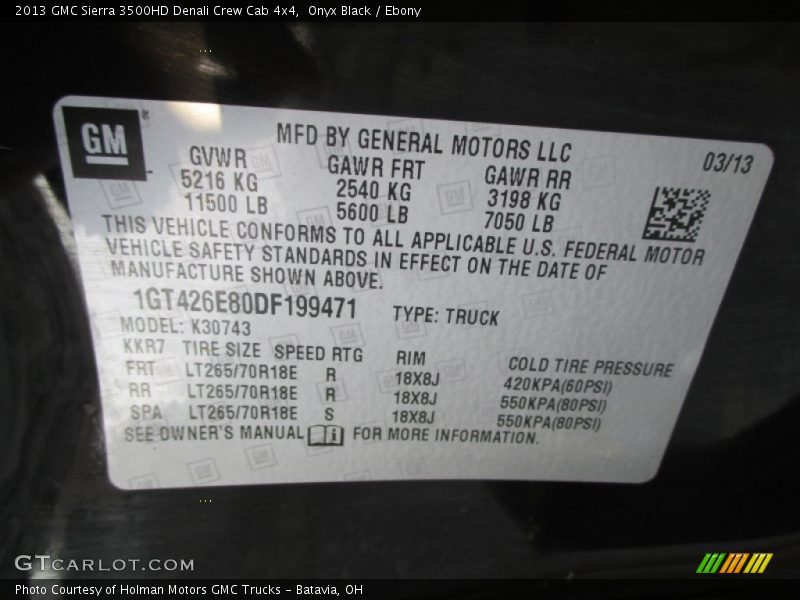 2013 GMC Sierra 3500HD Denali Crew Cab 4x4, Onyx Black / Ebony
GM
MFD BY GENERAL MOTORS LLC
03/13
GVWR GAWR FRT GAWR RR
5216 KG 2540 KG 3198 KG
11500 LB 5600 LB 7050 LB
THIS VEHICLE CONFORMS TO ALL APPLICABLE U.S. FEDERAL MOTOR
VEHICLE SAFETY STANDARDS IN EFFECT ON THE DATE OF
MANUFACTURE SHOWN ABOVE.
1GT426E80DF199471 TYPE: TRUCK
MODEL: K30743
KKR7 TIRE SIZE SPEED RTG RIM COLD TIRE PRESSURE
FRT LT265/70R18E R 18X8J 420KPA(60PSI)
RR LT265/70R18E R 18X8J 550KPA(80PSI)
SPA LT265/70R18E S 18X8J 550KPA(80PSI)
SEE OWNER'S MANUAL i FOR MORE INFORMATION.
GTCARLOT.COM
Photo Courtesy of Holman Motors GMC Trucks - Batavia, OH